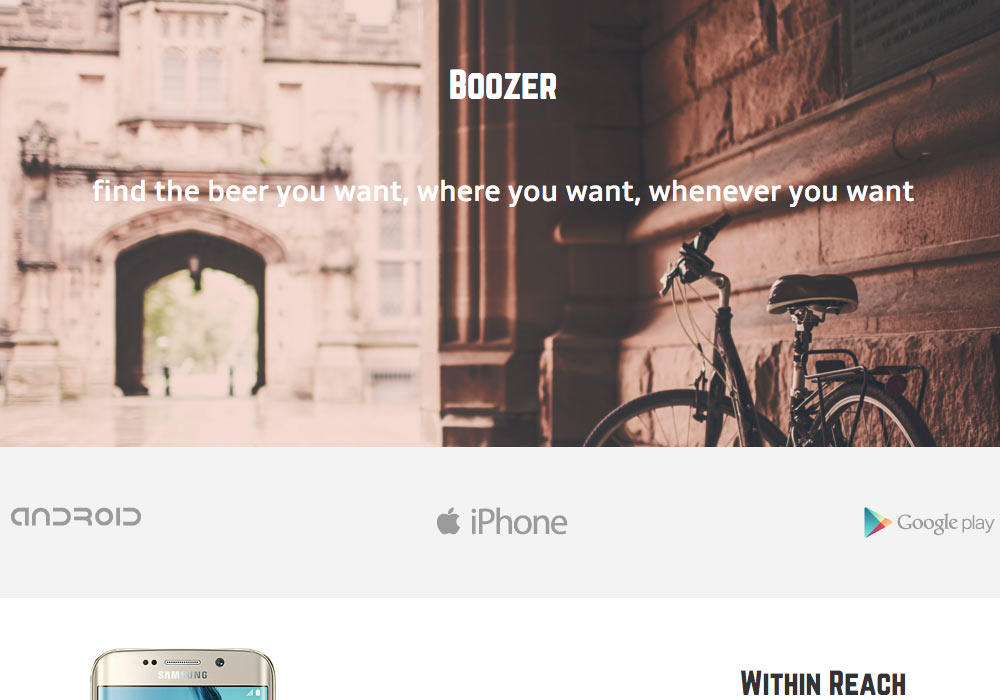 Boozer
find the beer you want, where you want, whenever you want
android
iPhone
Google play
SAMSUNG
Within Reach